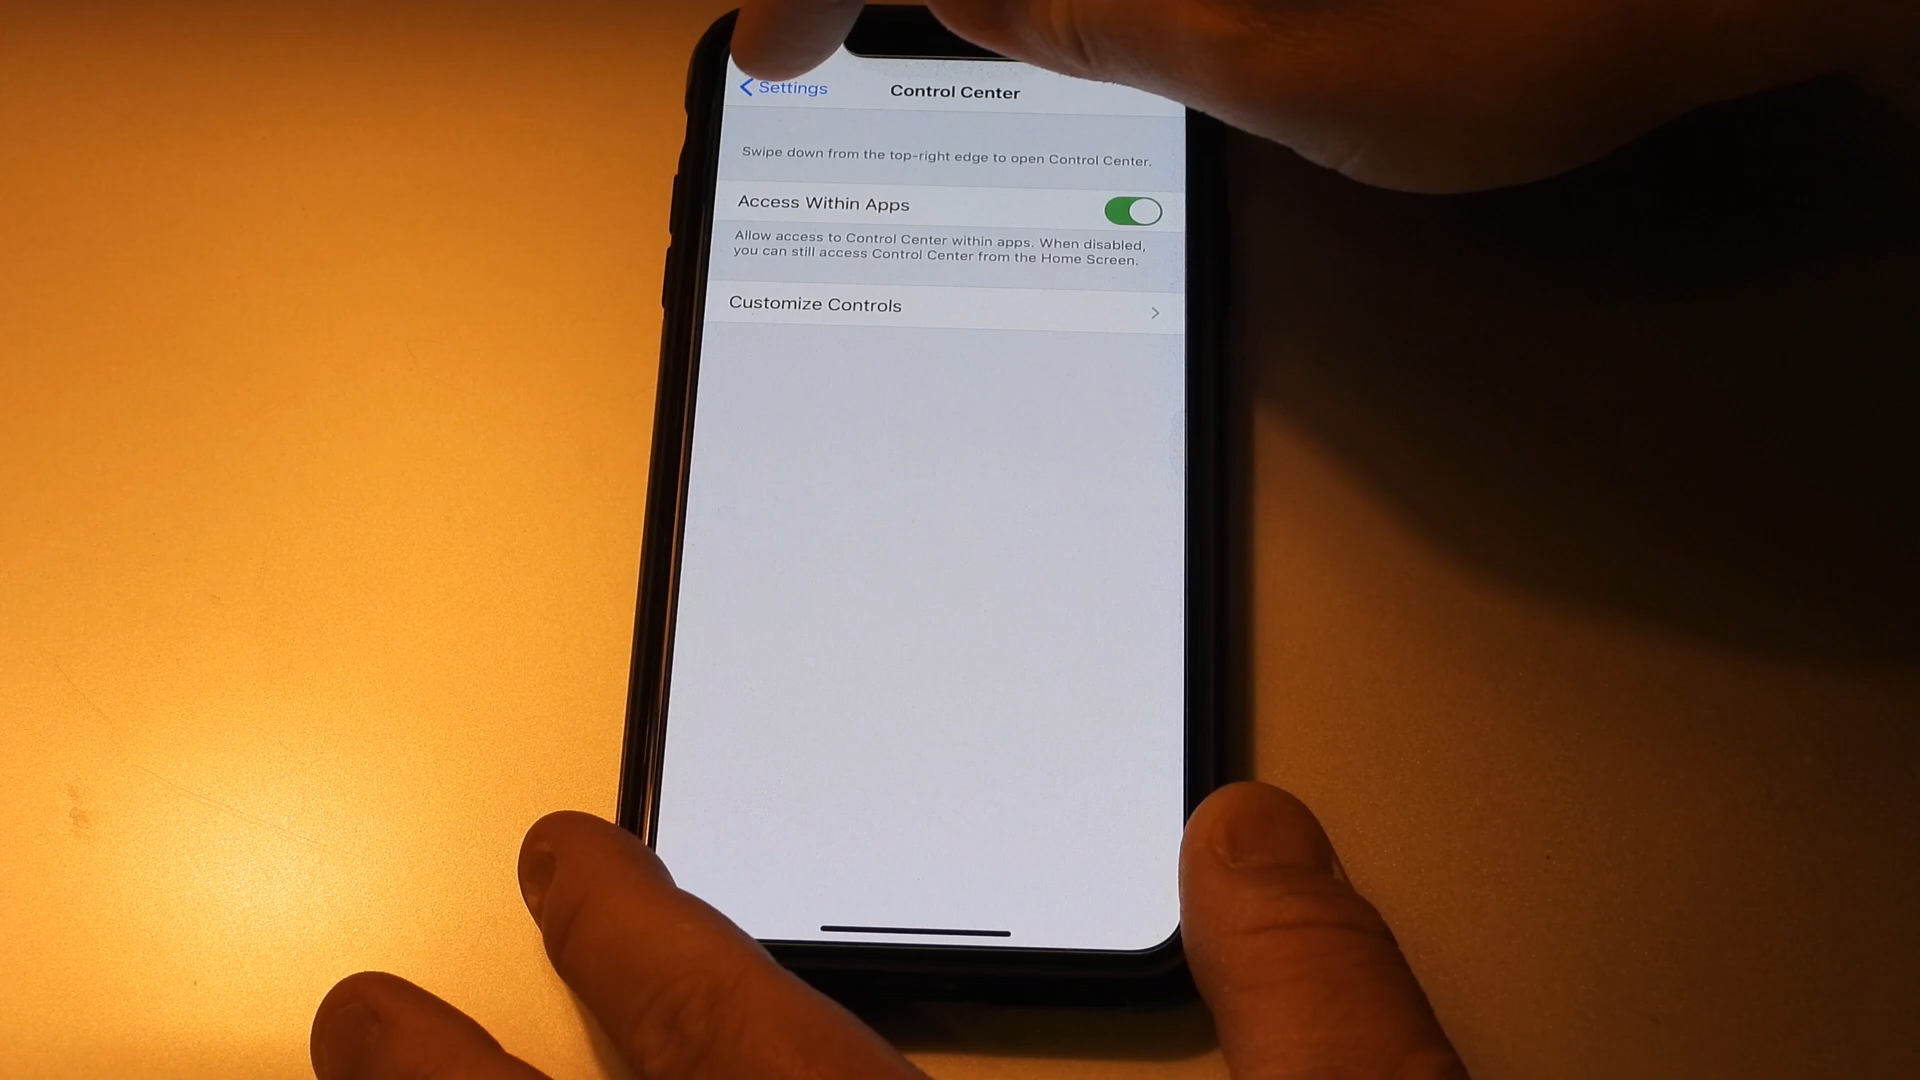 Settings
Control Center
Swipe down from the top-right edge to open Control Center.
Access Within Apps
Allow access to Control Center within apps. When disabled,
you can still access Control Center from the Home Screen.
Customize Controls